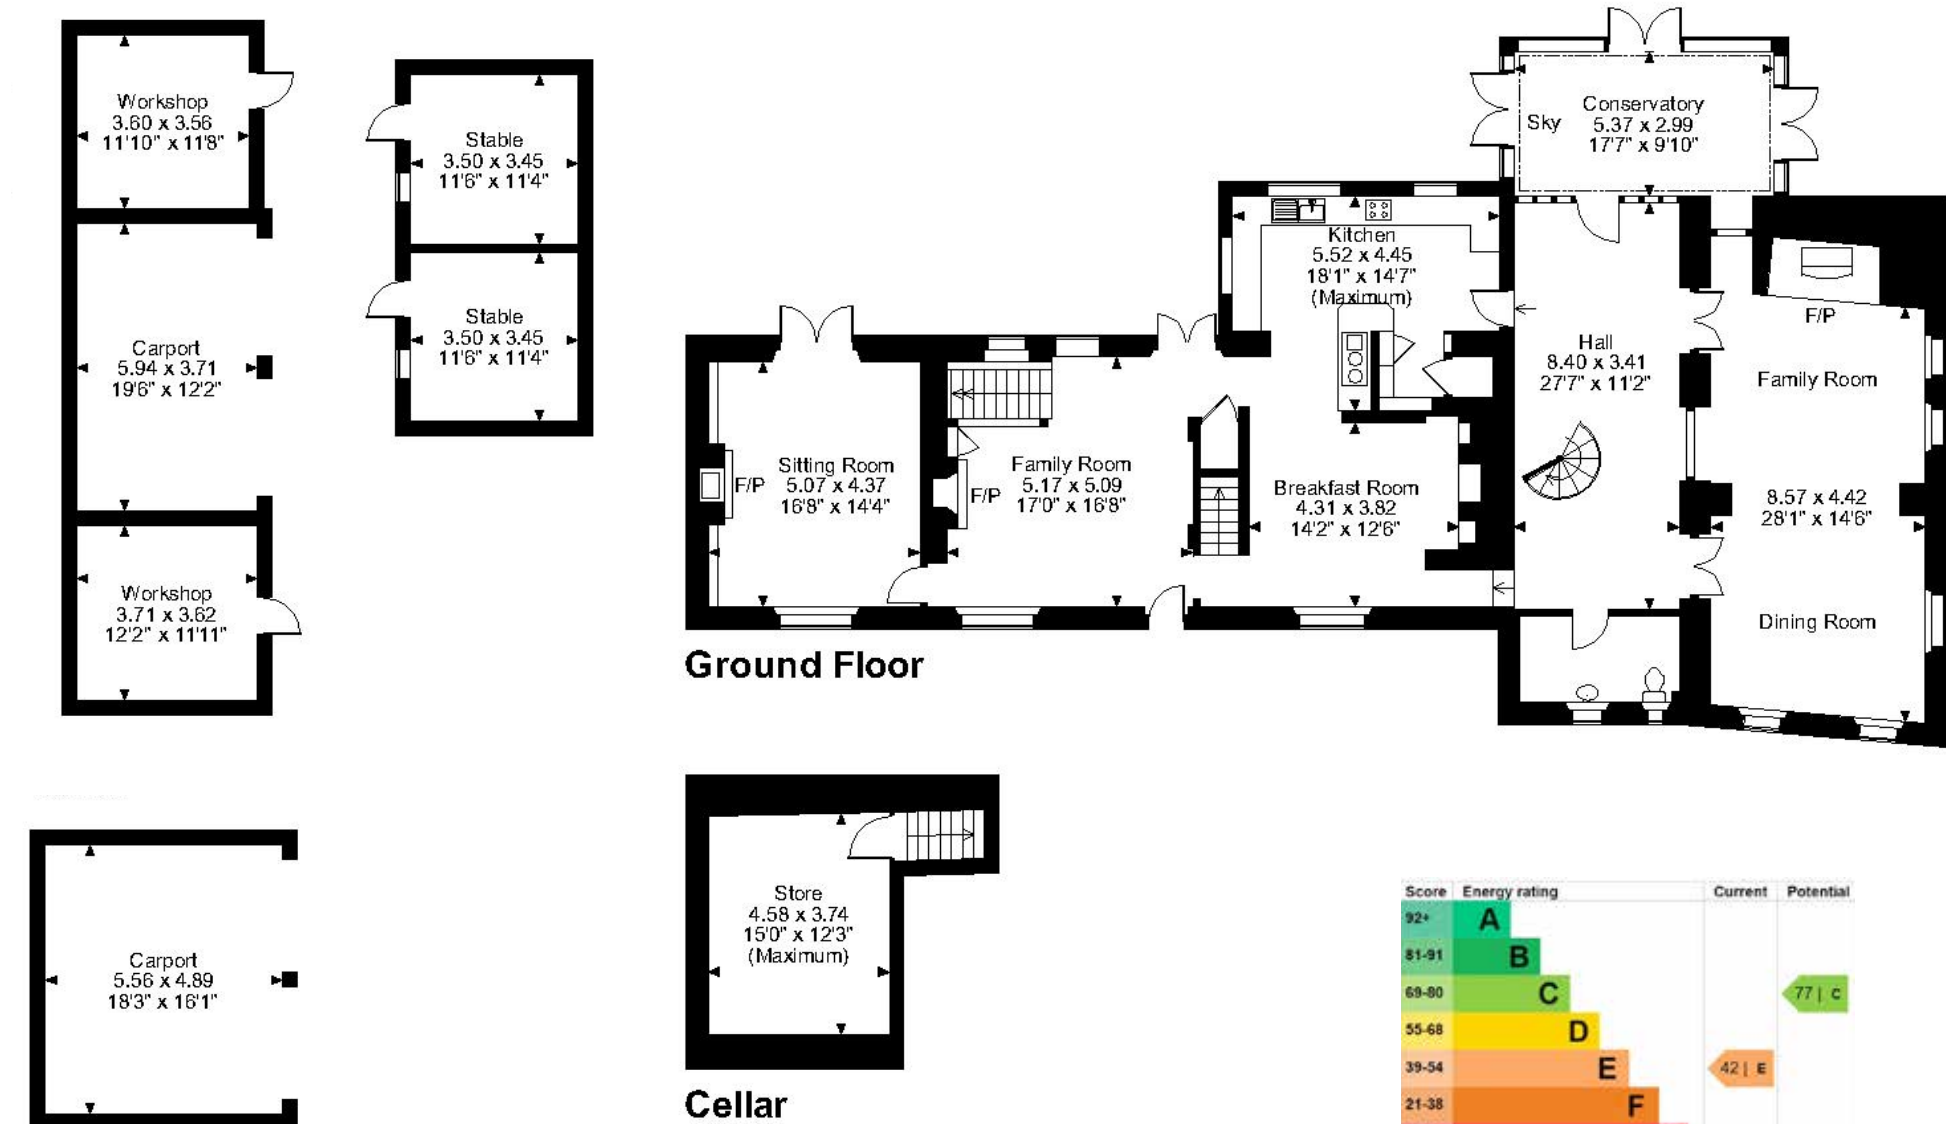 Workshop
3.60 x 3.56
11'10" x 11'8"
Carport
5.94 x 3.71
19'6" x 12'2"
Workshop
3.71 x 3.62
12'2" x 11'11"
Stable
3.50 x 3.45
11'6" x 11'4"
Stable
3.50 x 3.45
11'6" x 11'4"
Carport
5.56 x 4.89
18'3" x 16'1"
Sitting Room
5.07 x 4.37
16'8" x 14'4"
F/P
Family Room
5.17 x 5.09
17'0" x 16'8"
F/P
Kitchen
5.52 x 4.45
18'1" x 14'7"
(Maximum)
Breakfast Room
4.31 x 3.82
14'2" x 12'6"
Conservatory
5.37 x 2.99
17'7" x 9'10"
Sky
Hall
8.40 x 3.41
27'7" x 11'2"
F/P
Family Room
8.57 x 4.42
28'1" x 14'6"
Dining Room
Ground Floor
Store
4.58 x 3.74
15'0" x 12'3"
(Maximum)
Cellar
Score Energy rating Current Potential
92+ A
81-91 B
69-80 C 77 | C
55-68 D
39-54 E 42 | E
21-38 F